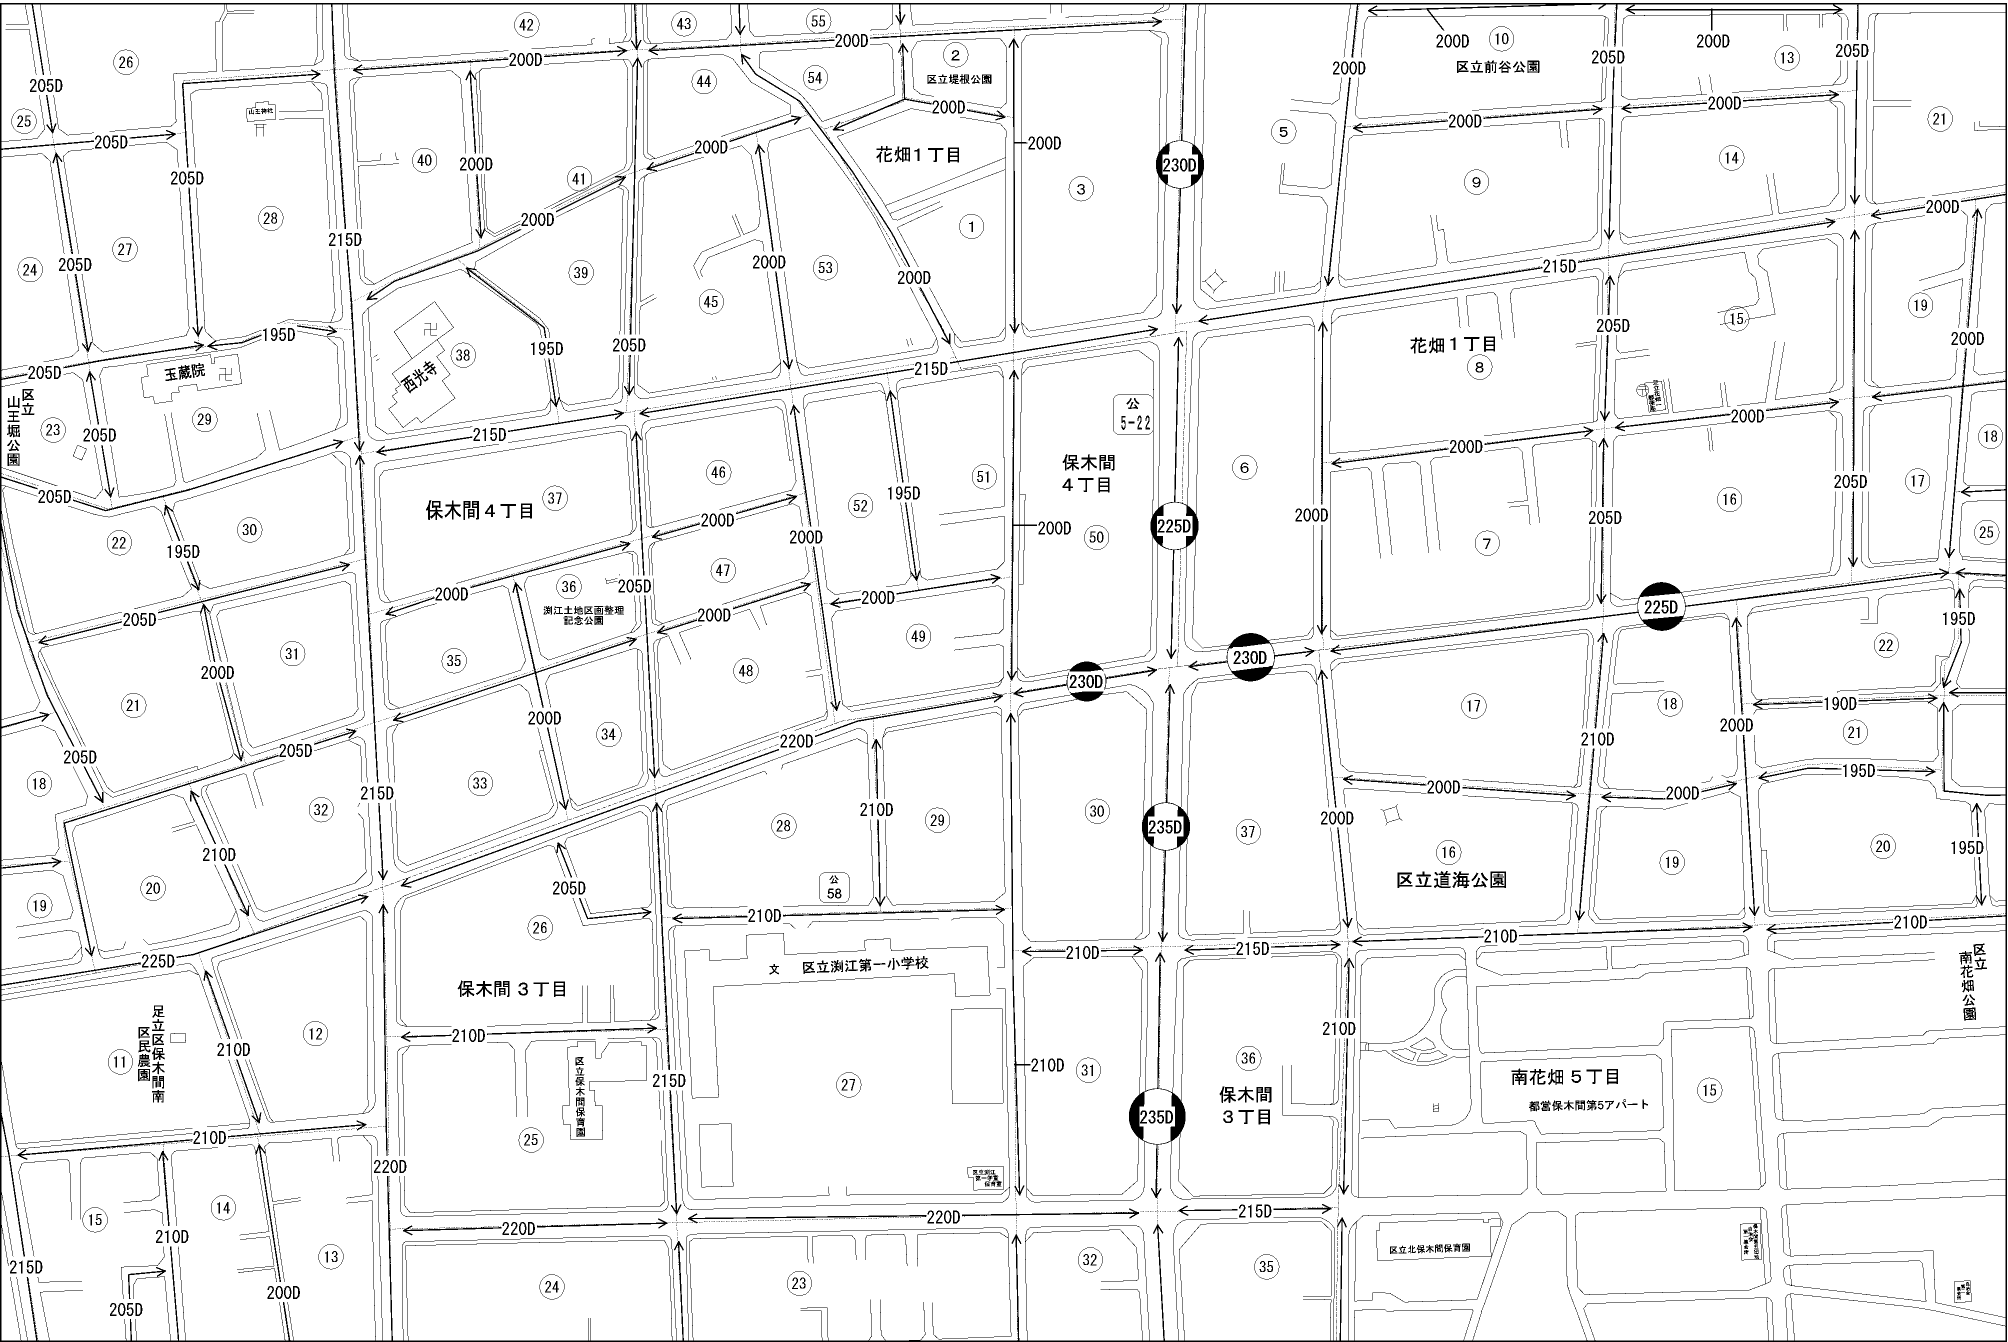 42
43
55
10
200D
200D
26
200D
200D
2
区立堤根公園
205D
13
205D
200D
205D
44
54
区立前谷公園
山王神社
200D
200D
25
205D
200D
5
200D
21
40
200D
花畑1丁目
200D
230D
14
205D
41
200D
3
9
28
200D
1
200D
27
215D
24
205D
39
200D
53
200D
215D
45
15
19
195D
205D
205D
花畑1丁目
200D
205D
玉蔵院
38
西光寺
195D
215D
8
区立
山王堀公園
23
29
公
5-22
200D
205D
215D
200D
18
46
51
保木間
4丁目
6
205D
205D
保木間4丁目
37
195D
16
17
200D
52
200D
225D
200D
205D
22
30
195D
200D
50
7
25
47
36
205D
200D
200D
225D
渕江土地区画整理
記念公園
205D
200D
195D
49
22
31
35
48
230D
200D
230D
21
200D
17
18
190D
200D
34
220D
210D
200D
21
205D
205D
195D
18
33
215D
200D
200D
32
210D
29
30
200D
28
235D
37
210D
16
19
20
195D
20
205D
公
58
区立道海公園
19
210D
26
210D
215D
210D
210D
225D
文
区立渕江第一小学校
区立
南花畑公園
保木間3丁目
足立区保木間南
区民農園
12
210D
210D
11
210D
210D
36
215D
27
31
南花畑5丁目
15
区立保木間保育園
保木間
3丁目
都営保木間第5アパート
235D
25
210D
220D
14
15
220D
220D
215D
210D
13
32
区立北保木間保育園
215D
24
23
35
200D
205D